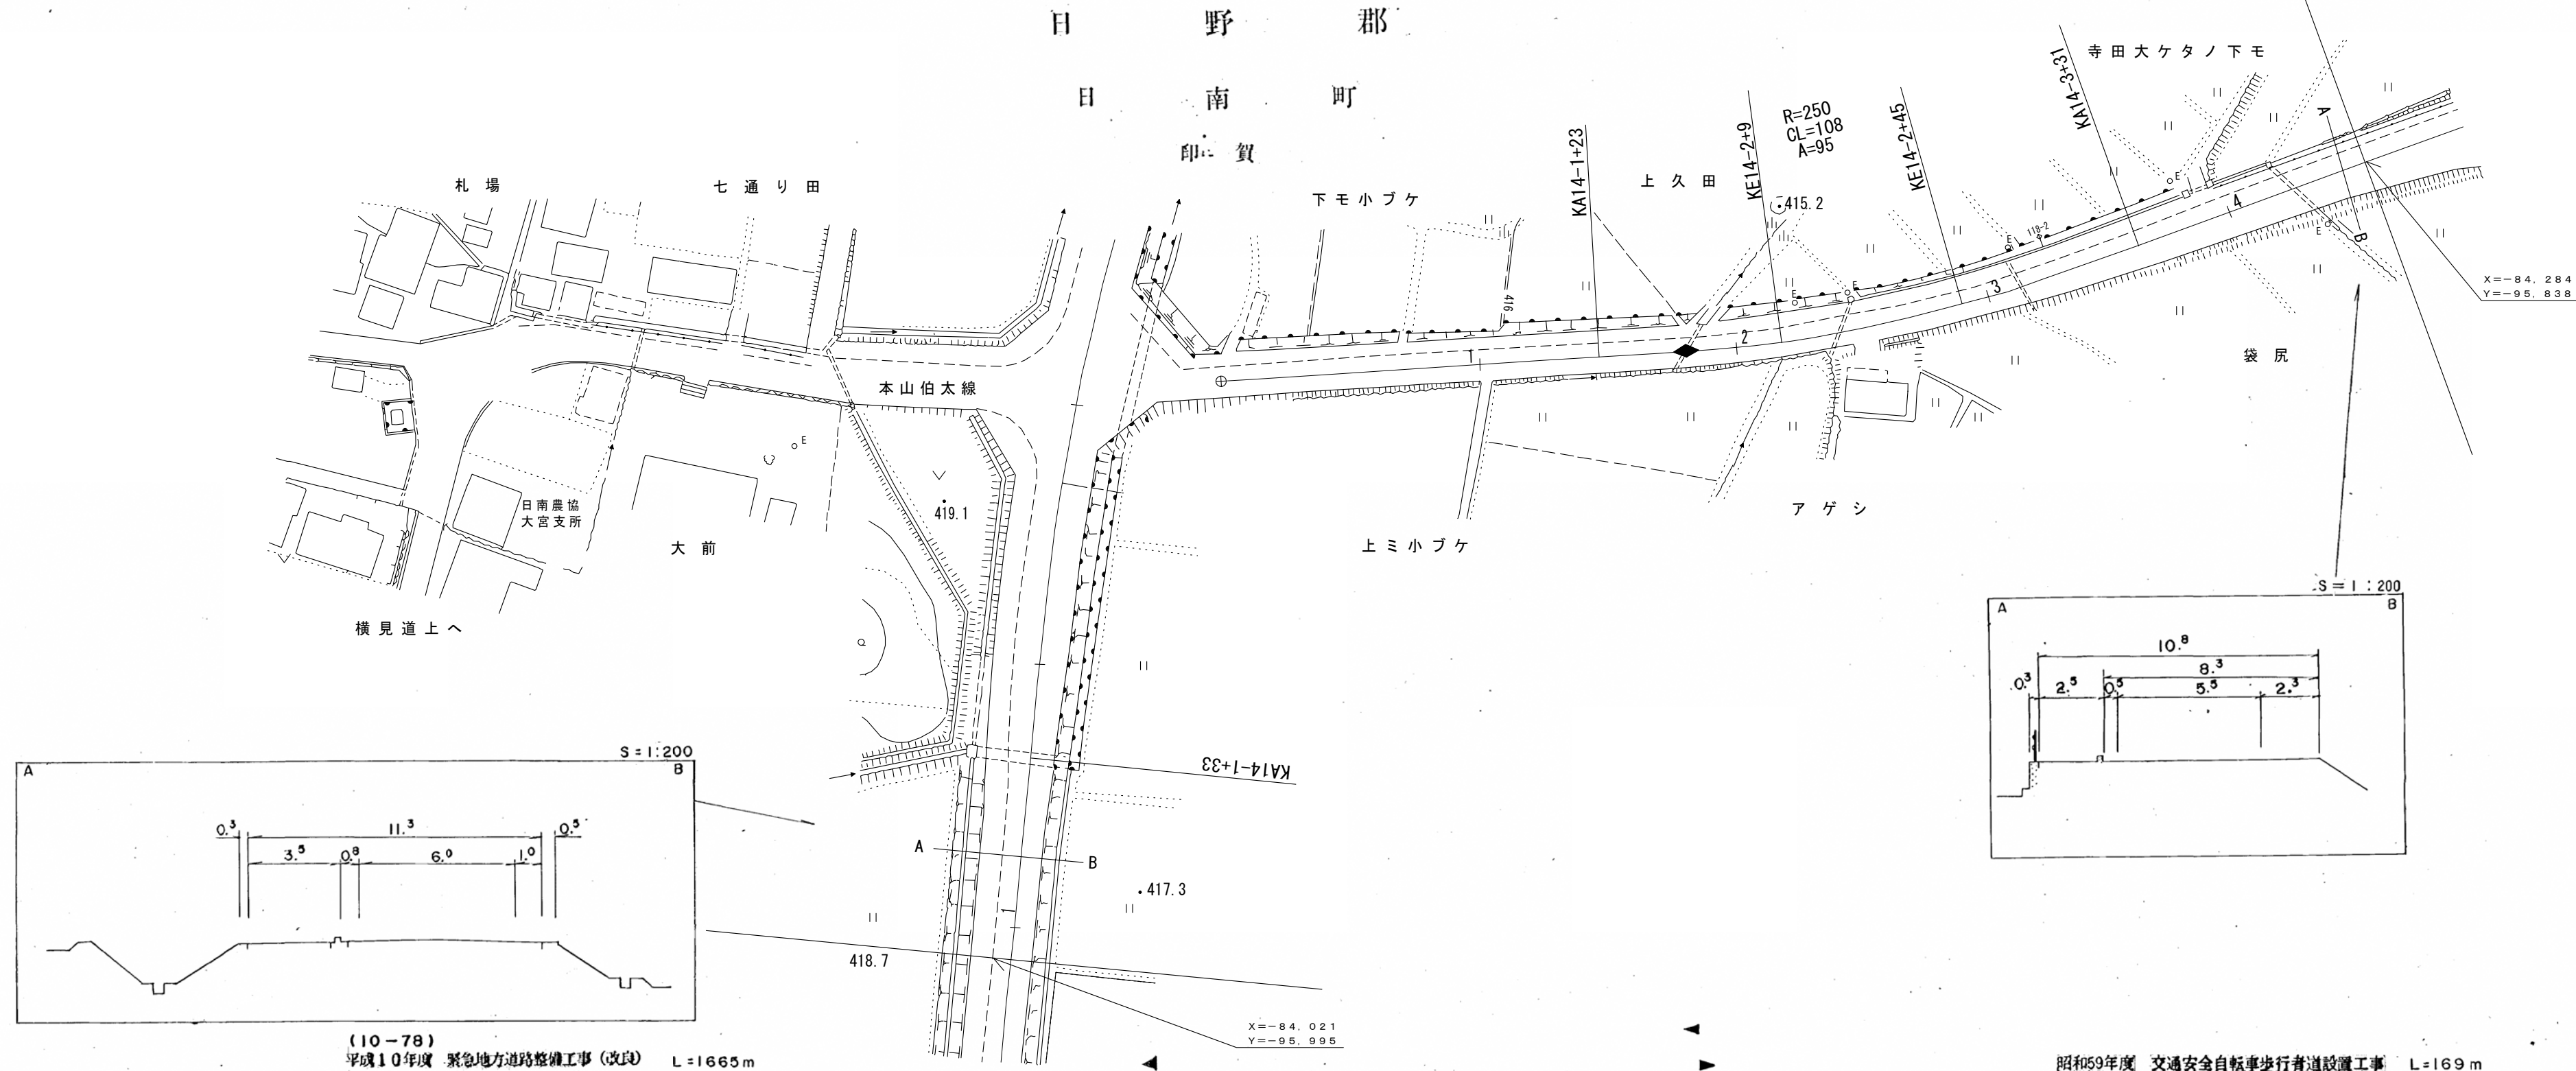 日野郡
日南町
印賀
寺田大ケタノ下モ
札場
七通り田
下モ小ブケ
上久田
KA14-1+23
KE14-2+9
R=250
CL=108
A=95
KE14-2+45
KA14-3+31
415.2
416
118-2
E
E
E
E
E
E
A
B
1
2
3
4
X=-84, 284
Y=-95, 838
袋尻
本山伯太線
419.1
日南農協
大宮支所
大前
アゲシ
上ミ小ブケ
横見道上へ
Q
KA14-1+33
A
B
1
417.3
418.7
X=-84, 021
Y=-95, 995
S=1:200
A
B
10.8
8.3
0.3
2.5
0.5
5.5
2.3
S=1:200
A
B
0.3
11.3
0.5
3.5
0.8
6.0
1.0
(10-78)
平成10年度 緊急地方道路整備工事(改良) L=1665m
昭和59年度 交通安全自転車歩行者道設置工事 L=169m